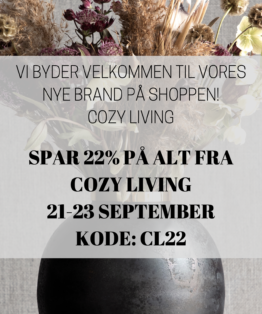 VI BYDER VELKOMMEN TIL VORES
NYE BRAND PÅ SHOPPEN!
COZY LIVING
SPAR 22% PÅ ALT FRA
COZY LIVING
21-23 SEPTEMBER
KODE: CL22